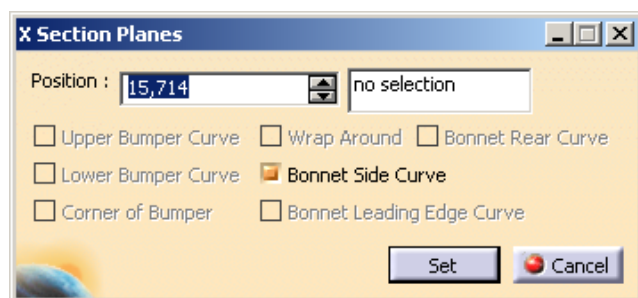 X Section Planes
Position : 15,714 no selection
Upper Bumper Curve Wrap Around Bonnet Rear Curve
Lower Bumper Curve Bonnet Side Curve
Corner of Bumper Bonnet Leading Edge Curve
Set Cancel